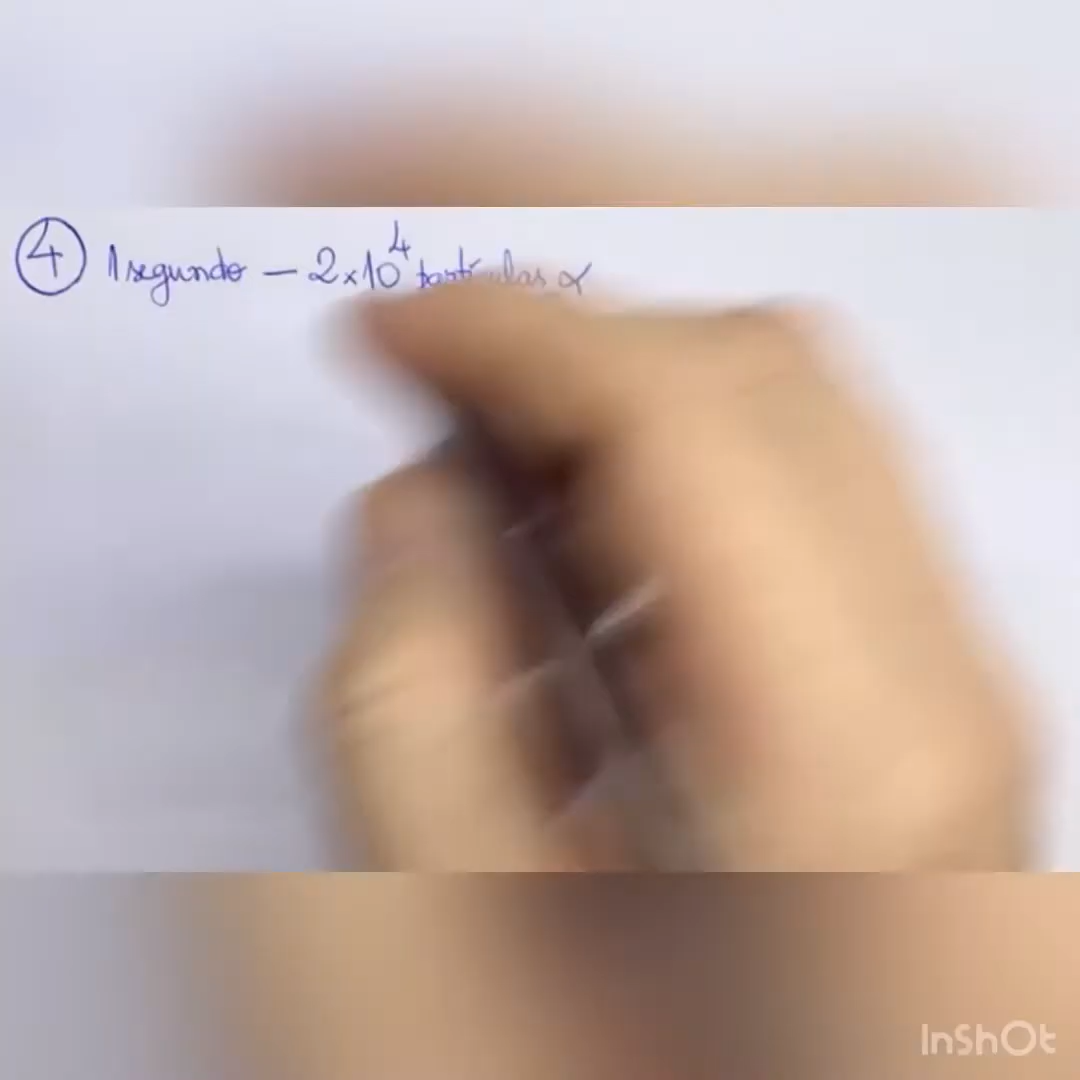 ④ 1 segundo — 2×10⁴ partículas α
InShOt